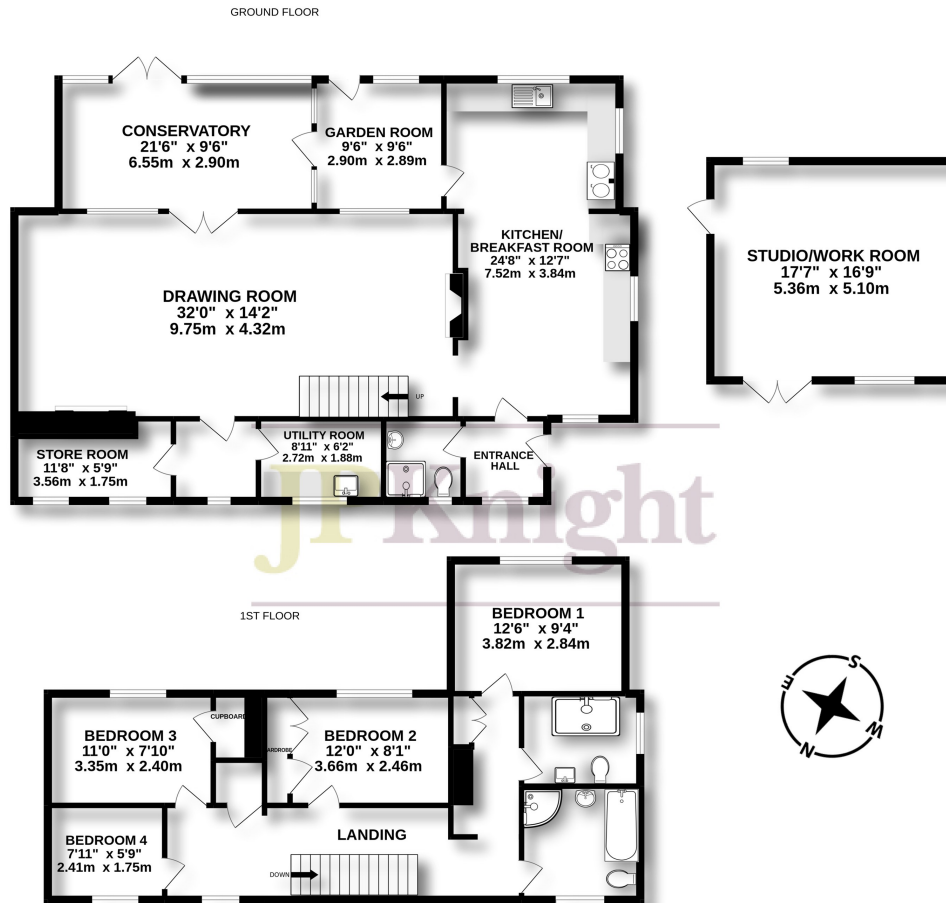 GROUND FLOOR
CONSERVATORY
21'6" x 9'6"
6.55m x 2.90m
GARDEN ROOM
9'6" x 9'6"
2.90m x 2.89m
KITCHEN/
BREAKFAST ROOM
24'8" x 12'7"
7.52m x 3.84m
STUDIO/WORK ROOM
17'7" x 16'9"
5.36m x 5.10m
DRAWING ROOM
32'0" x 14'2"
9.75m x 4.32m
UP
STORE ROOM
11'8" x 5'9"
3.56m x 1.75m
UTILITY ROOM
8'11" x 6'2"
2.72m x 1.88m
ENTRANCE
HALL
JPKnight
1ST FLOOR
BEDROOM 1
12'6" x 9'4"
3.82m x 2.84m
BEDROOM 3
11'0" x 7'10"
3.35m x 2.40m
CUPBOARD
ARDROBE
BEDROOM 2
12'0" x 8'1"
3.66m x 2.46m
BEDROOM 4
7'11" x 5'9"
2.41m x 1.75m
LANDING
DOWN
S
E
W
N